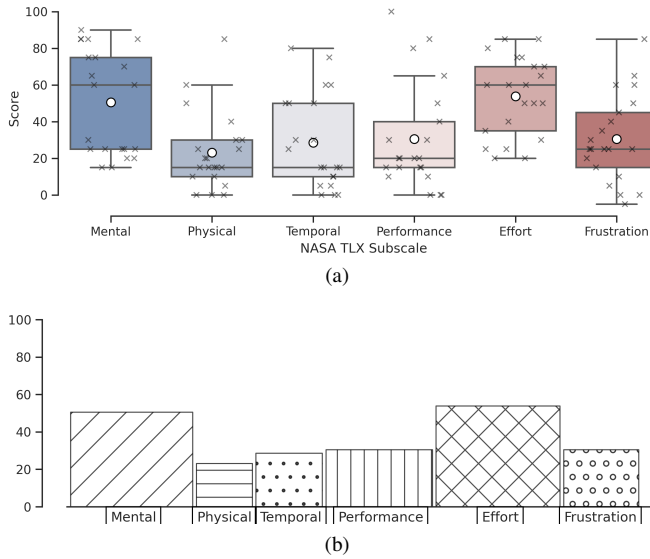 100
80
60
40
20
0
Score
Mental Physical Temporal Performance Effort Frustration
NASA TLX Subscale
(a)
100
80
60
40
20
0
Mental Physical Temporal Performance Effort Frustration
(b)